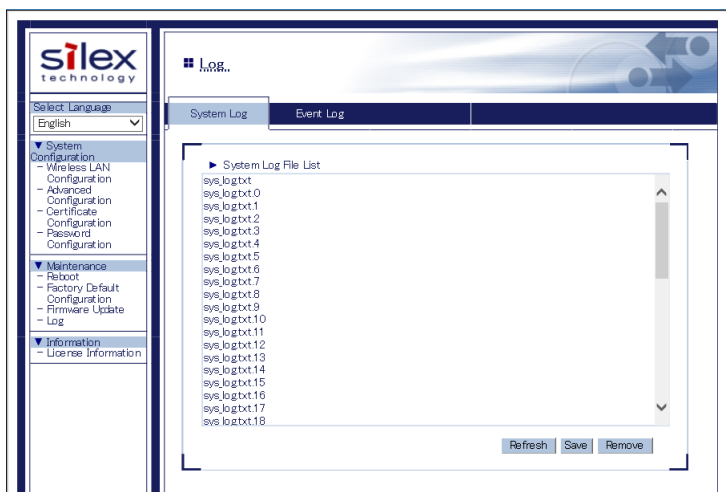 silex
technology
Select Language
English
▼ System
Configuration
– Wireless LAN
Configuration
– Advanced
Configuration
– Certificate
Configuration
– Password
Configuration
▼ Maintenance
– Reboot
– Factory Default
Configuration
– Firmware Update
– Log
▼ Information
– License Information
Log
System Log
Event Log
► System Log File List
sys_log.txt
sys_log.txt.0
sys_log.txt.1
sys_log.txt.2
sys_log.txt.3
sys_log.txt.4
sys_log.txt.5
sys_log.txt.6
sys_log.txt.7
sys_log.txt.8
sys_log.txt.9
sys_log.txt.10
sys_log.txt.11
sys_log.txt.12
sys_log.txt.13
sys_log.txt.14
sys_log.txt.15
sys_log.txt.16
sys_log.txt.17
sys_log.txt.18
Refresh Save Remove